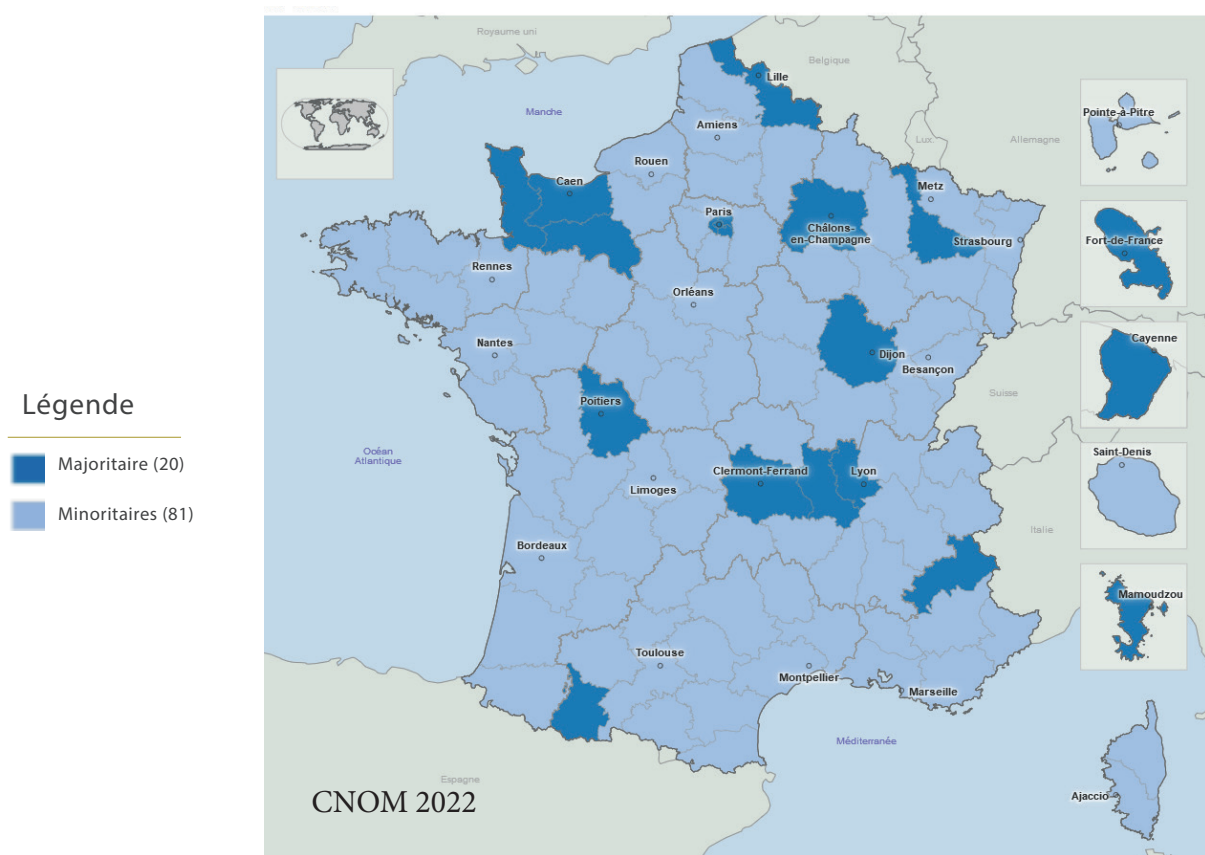 Royaume uni
Belgique
Lille
Manche
Amiens
Lux.
Allemagne
Pointe-à-Pitre
Rouen
Caen
Metz
Paris
Châlons-
en-Champagne
Strasbourg
Fort-de-France
Rennes
Orléans
Nantes
Dijon
Besançon
Cayenne
Suisse
Légende
Poitiers
Majoritaire (20)
Océan
Atlantique
Clermont-Ferrand
Lyon
Limoges
Saint-Denis
Minoritaires (81)
Italie
Bordeaux
Mamoudzou
Toulouse
Montpellier
Marseille
Méditerranée
Espagne
CNOM 2022
Ajaccio